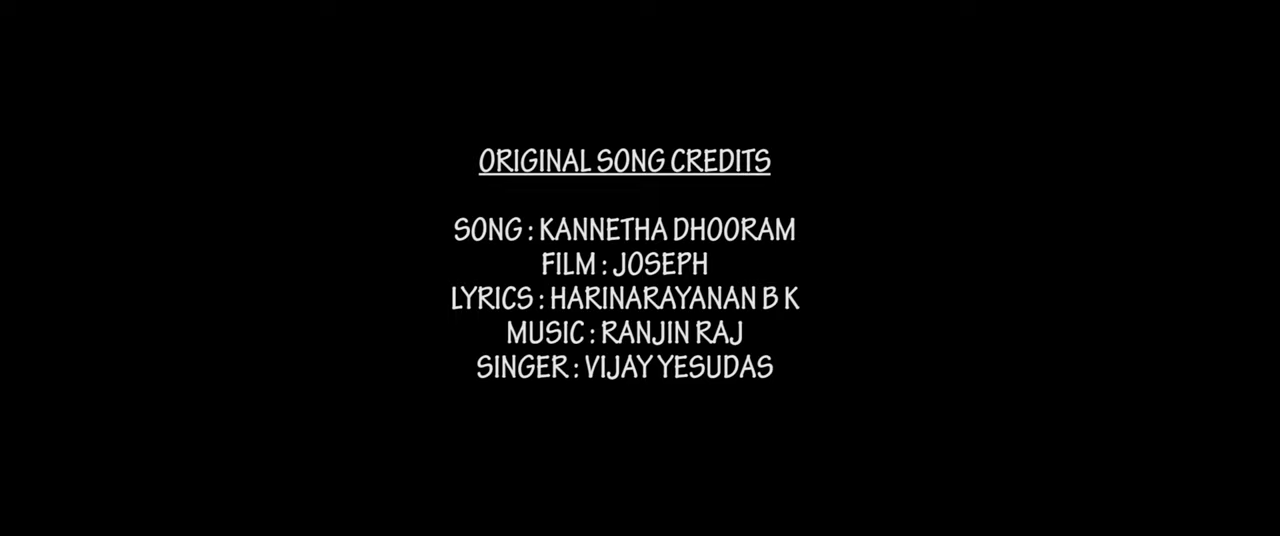 ORIGINAL SONG CREDITS
SONG : KANNETHA DHOORAM
FILM : JOSEPH
LYRICS : HARINARAYANAN B K
MUSIC : RANJIN RAJ
SINGER : VIJAY YESUDAS